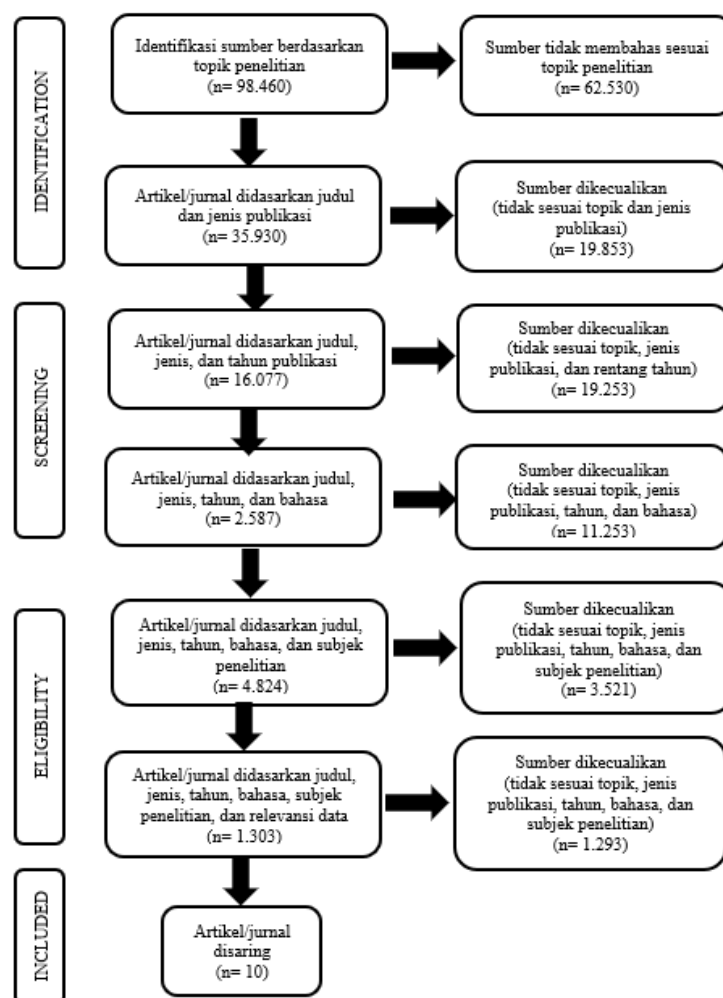 IDENTIFICATION
Identifikasi sumber berdasarkan
topik penelitian
(n= 98.460)
Sumber tidak membahas sesuai
topik penelitian
(n= 62.530)
Artikel/jurnal didasarkan judul
dan jenis publikasi
(n= 35.930)
Sumber dikecualikan
(tidak sesuai topik dan jenis
publikasi)
(n= 19.853)
SCREENING
Artikel/jurnal didasarkan judul,
jenis, dan tahun publikasi
(n= 16.077)
Sumber dikecualikan
(tidak sesuai topik, jenis
publikasi, dan rentang tahun)
(n= 19.253)
Artikel/jurnal didasarkan judul,
jenis, tahun, dan bahasa
(n= 2.587)
Sumber dikecualikan
(tidak sesuai topik, jenis
publikasi, tahun, dan bahasa)
(n= 11.253)
ELIGIBILITY
Artikel/jurnal didasarkan judul,
jenis, tahun, bahasa, dan subjek
penelitian
(n= 4.824)
Sumber dikecualikan
(tidak sesuai topik, jenis
publikasi, tahun, bahasa, dan
subjek penelitian)
(n= 3.521)
Artikel/jurnal didasarkan judul,
jenis, tahun, bahasa, subjek
penelitian, dan relevansi data
(n= 1.303)
Sumber dikecualikan
(tidak sesuai topik, jenis
publikasi, tahun, bahasa, dan
subjek penelitian)
(n= 1.293)
INCLUDED
Artikel/jurnal
disaring
(n= 10)